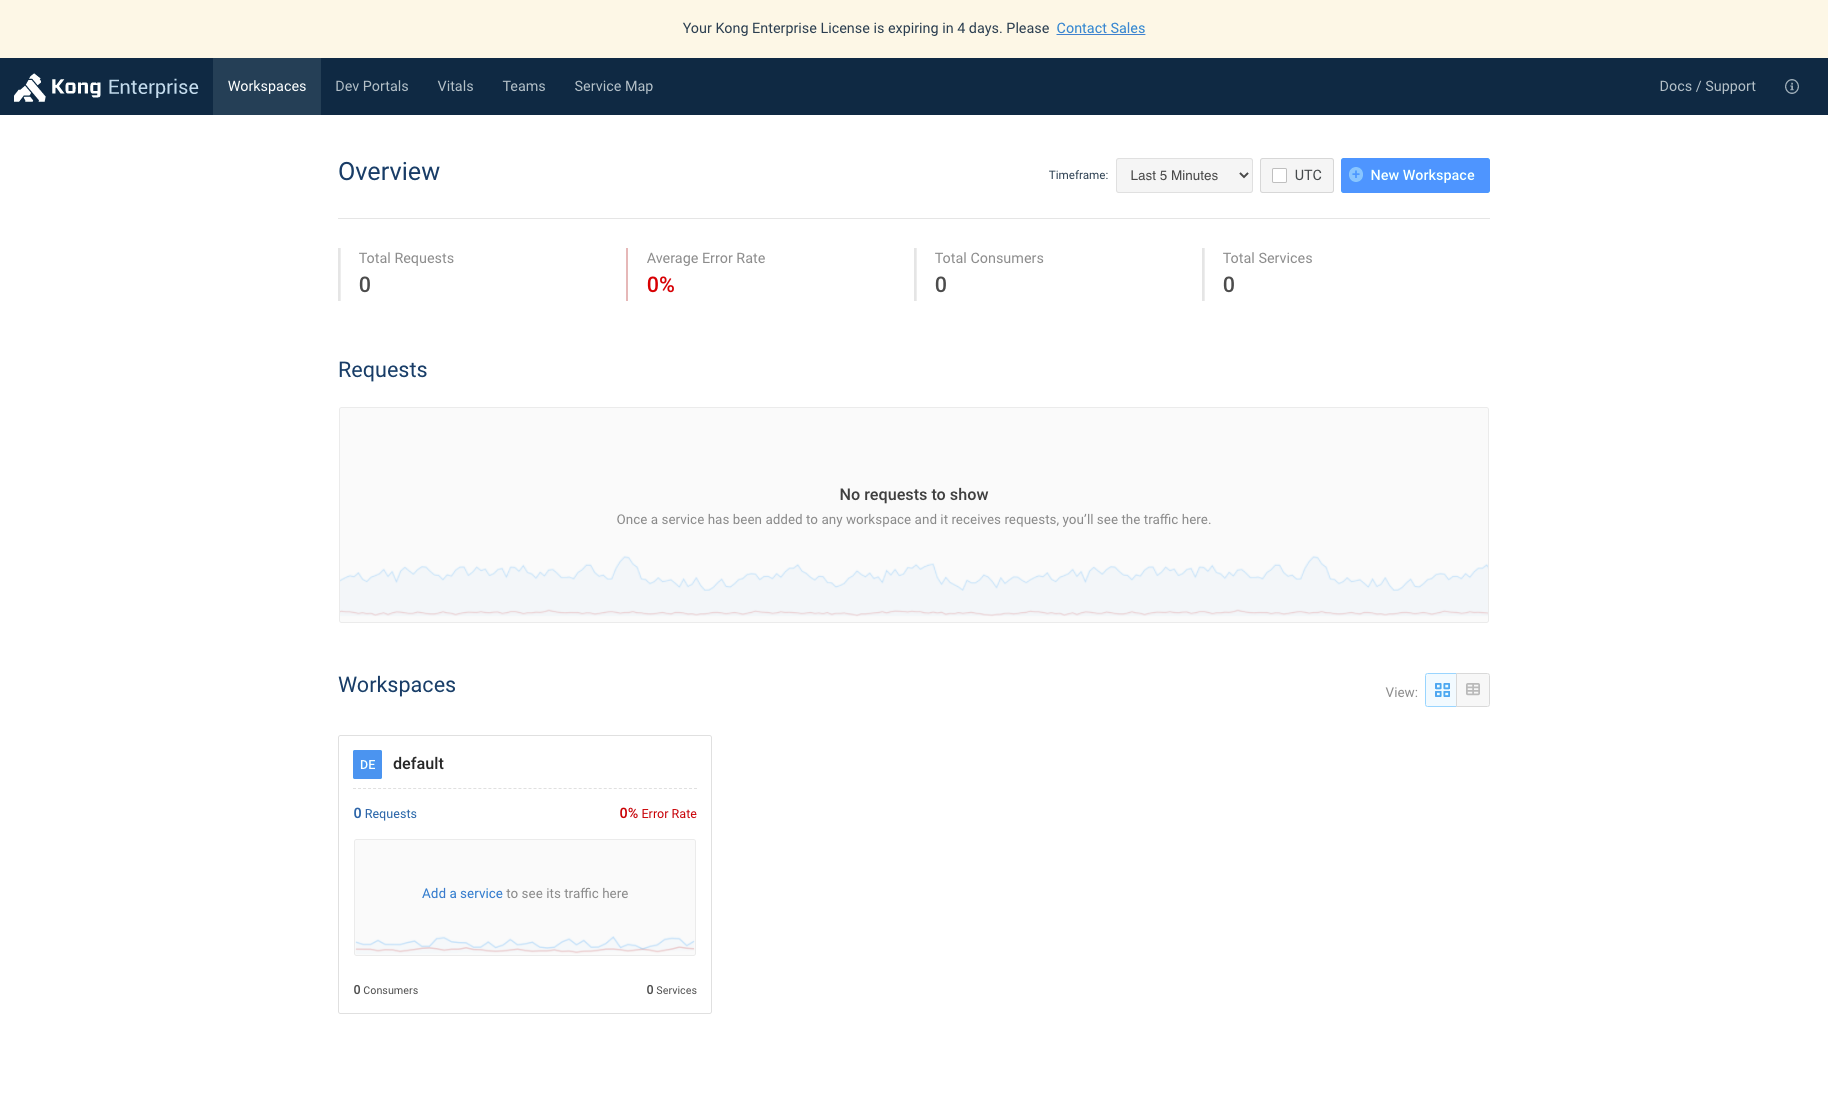 Your Kong Enterprise License is expiring in 4 days. Please Contact Sales
Kong Enterprise Workspaces Dev Portals Vitals Teams Service Map Docs / Support
Overview
Timeframe: Last 5 Minutes UTC New Workspace
Total Requests
0
Average Error Rate
0%
Total Consumers
0
Total Services
0
Requests
No requests to show
Once a service has been added to any workspace and it receives requests, you’ll see the traffic here.
Workspaces
View:
DE default
0 Requests 0% Error Rate
Add a service to see its traffic here
0 Consumers 0 Services